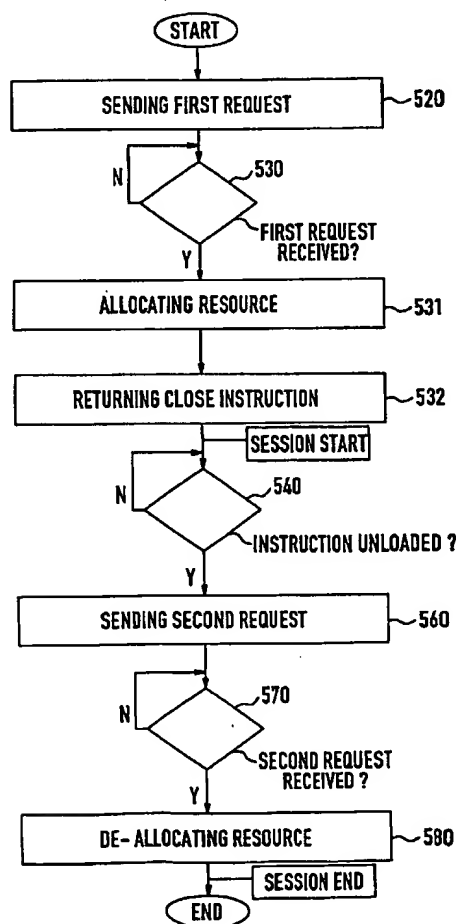 START
SENDING FIRST REQUEST
520
530
N
FIRST REQUEST
RECEIVED?
Y
ALLOCATING RESOURCE
531
RETURNING CLOSE INSTRUCTION
532
SESSION START
540
N
INSTRUCTION UNLOADED ?
Y
SENDING SECOND REQUEST
560
570
N
SECOND REQUEST
RECEIVED ?
Y
DE- ALLOCATING RESOURCE
580
SESSION END
END